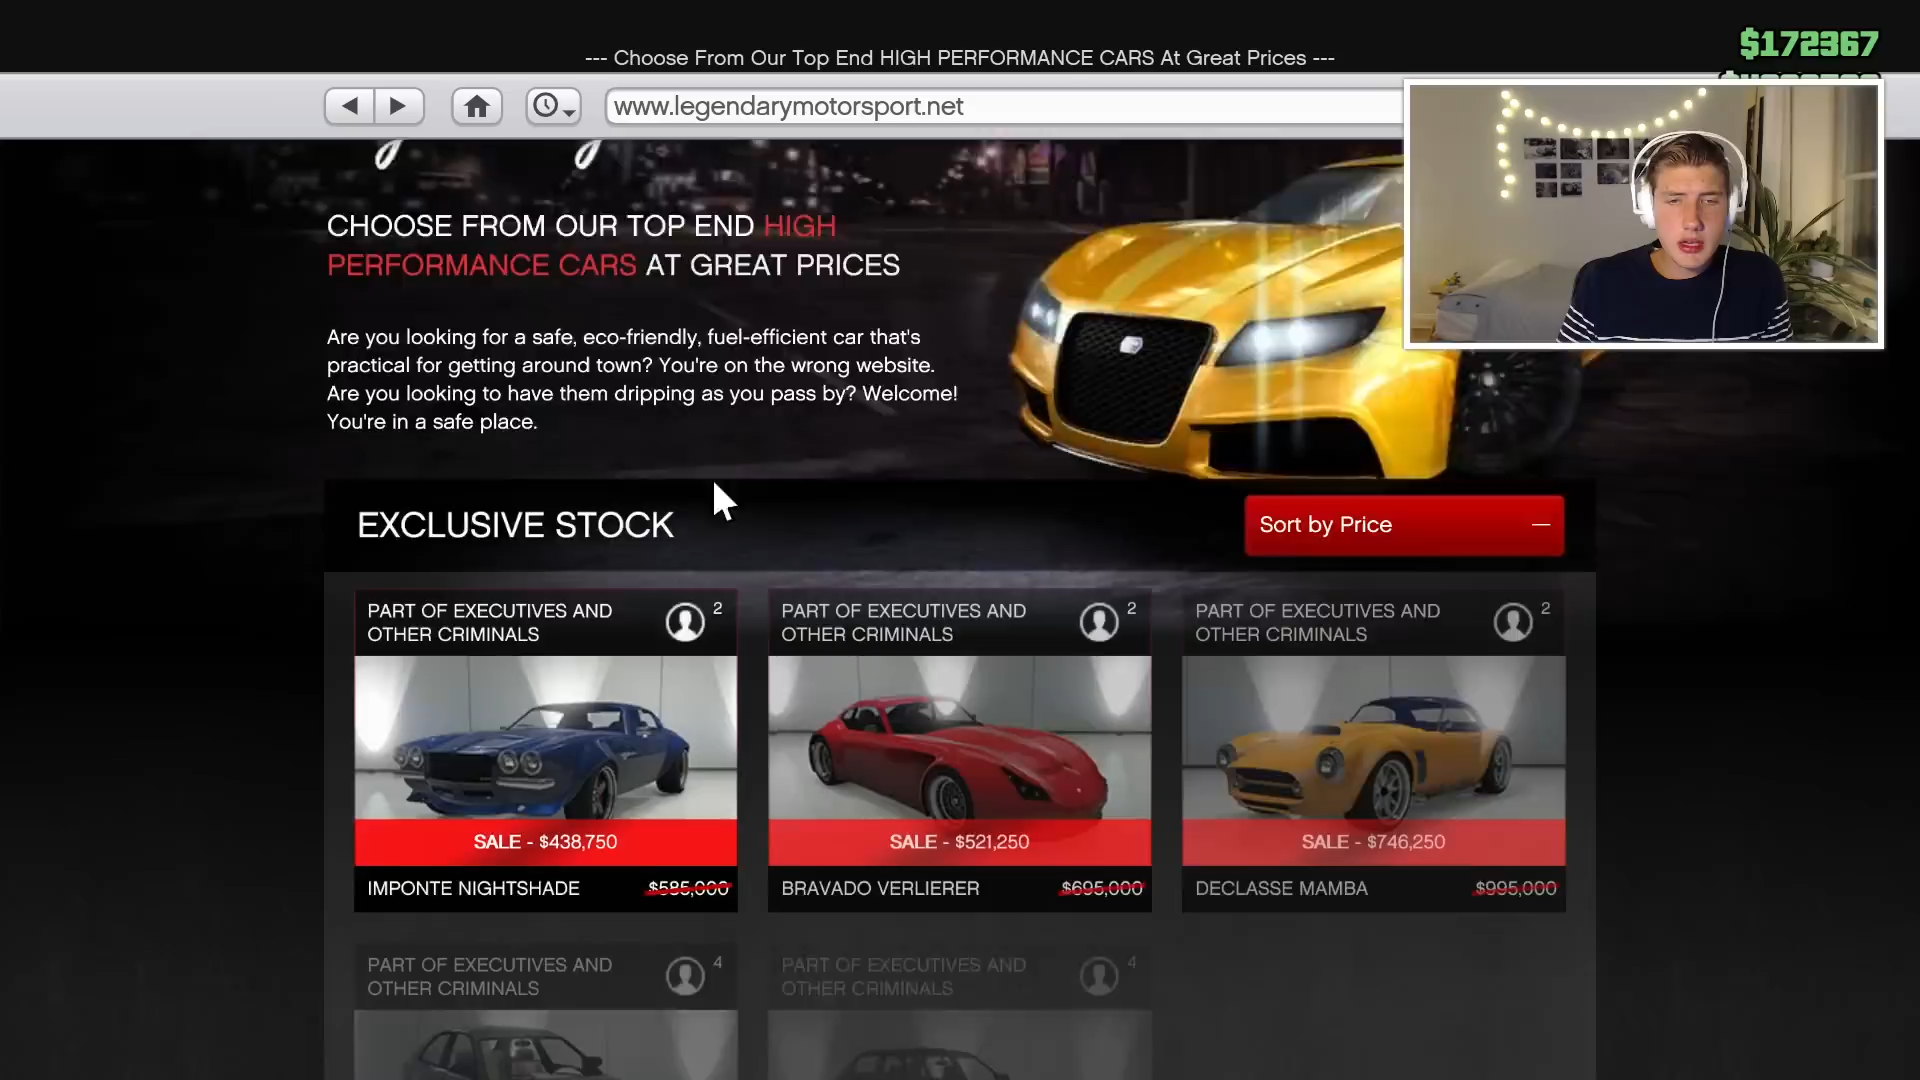 --- Choose From Our Top End HIGH PERFORMANCE CARS At Great Prices ---
$172367
www.legendarymotorsport.net
CHOOSE FROM OUR TOP END HIGH
PERFORMANCE CARS AT GREAT PRICES
Are you looking for a safe, eco-friendly, fuel-efficient car that's
practical for getting around town? You're on the wrong website.
Are you looking to have them dripping as you pass by? Welcome!
You're in a safe place.
EXCLUSIVE STOCK
Sort by Price
PART OF EXECUTIVES AND
OTHER CRIMINALS
2
SALE - $438,750
IMPONTE NIGHTSHADE
$585,000
PART OF EXECUTIVES AND
OTHER CRIMINALS
2
SALE - $521,250
BRAVADO VERLIERER
$695,000
PART OF EXECUTIVES AND
OTHER CRIMINALS
2
SALE - $746,250
DECLASSE MAMBA
$995,000
PART OF EXECUTIVES AND
OTHER CRIMINALS
4
PART OF EXECUTIVES AND
OTHER CRIMINALS
4